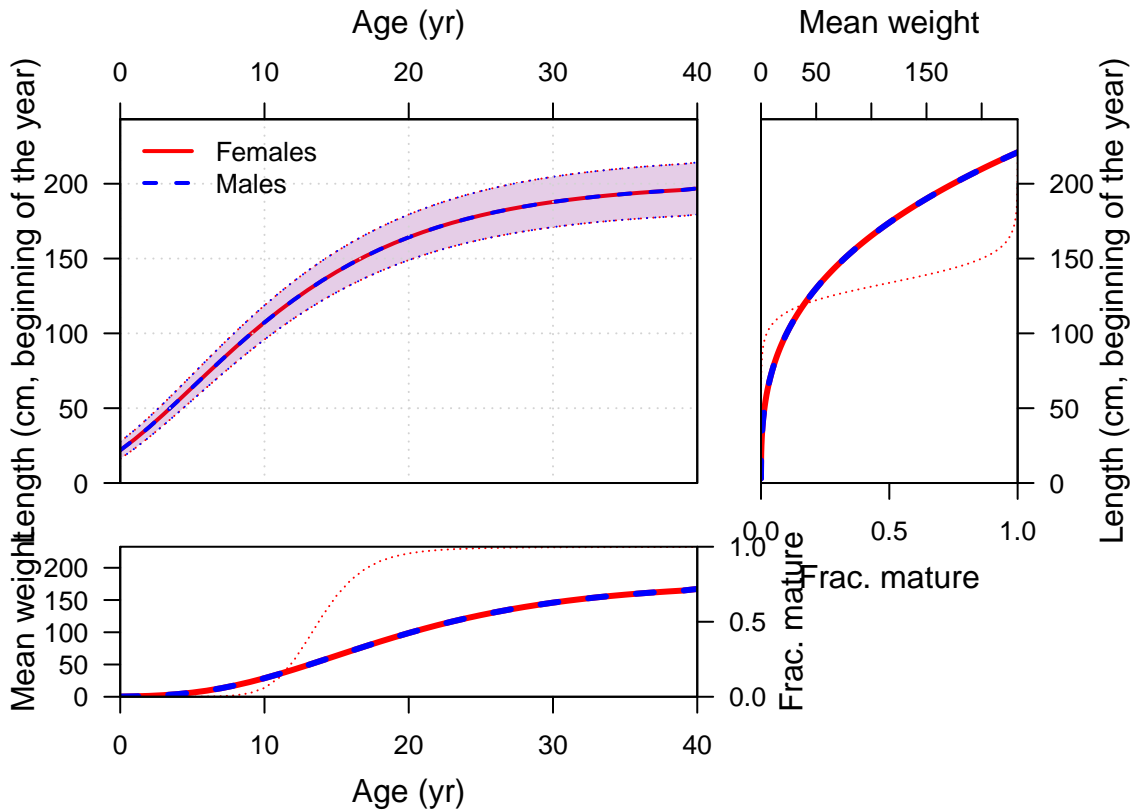 Age (yr)
0 10 20 30 40
Length (cm, beginning of the year)
200
150
100
50
0
Females
Males
Mean weight
0 50 150
Length (cm, beginning of the year)
200
150
100
50
0
0.0 0.5 1.0
Frac. mature
Mean weight
200
150
100
50
0
1.0
0.5
0.0
Frac. mature
0 10 20 30 40
Age (yr)